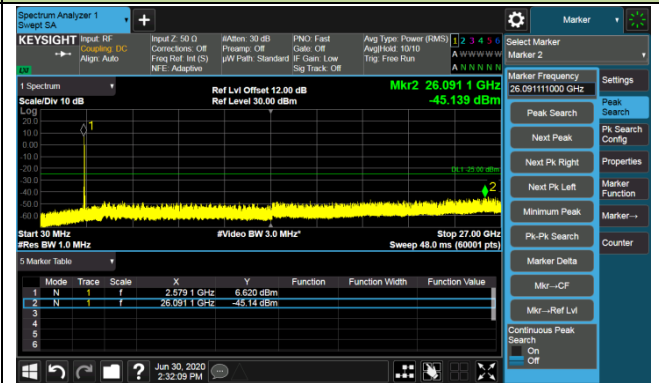 Spectrum Analyzer 1
Swept SA
+
Marker
KEYSIGHT Input: RF
Coupling: DC
Align: Auto
Input Z: 50 Ω
Corrections: Off
Freq Ref: Int (S)
NFE: Adaptive
#Atten: 30 dB
Preamp: Off
µW Path: Standard
PNO: Fast
Gate: Off
IF Gain: Low
Sig Track: Off
Avg Type: Power (RMS)
Avg|Hold: 10/10
Trig: Free Run
1 2 3 4 5 6
A W W W W W
A N N N N N
Select Marker
Marker 2
1 Spectrum
Scale/Div 10 dB
Log
Ref Lvl Offset 12.00 dB
Ref Level 30.00 dBm
Mkr2 26.091 1 GHz
-45.139 dBm
20.0
10.0
0.00
-10.0
-20.0
-30.0
-40.0
-50.0
-60.0
1
DL1 -25.00 dBm
2
Start 30 MHz
#Res BW 1.0 MHz
#Video BW 3.0 MHz*
Stop 27.00 GHz
Sweep 48.0 ms (60001 pts)
5 Marker Table
Mode Trace Scale X Y Function Function Width Function Value
1 N 1 f 2.579 1 GHz 6.620 dBm
2 N 1 f 26.091 1 GHz -45.14 dBm
3
4
5
6
Marker Frequency
26.091111000 GHz
Peak Search
Next Peak
Next Pk Right
Next Pk Left
Minimum Peak
Pk-Pk Search
Marker Delta
Mkr→CF
Mkr→Ref Lvl
Continuous Peak
Search
On
Off
Settings
Peak
Search
Pk Search
Config
Properties
Marker
Function
Marker→
Counter
?
Jun 30, 2020
2:32:09 PM